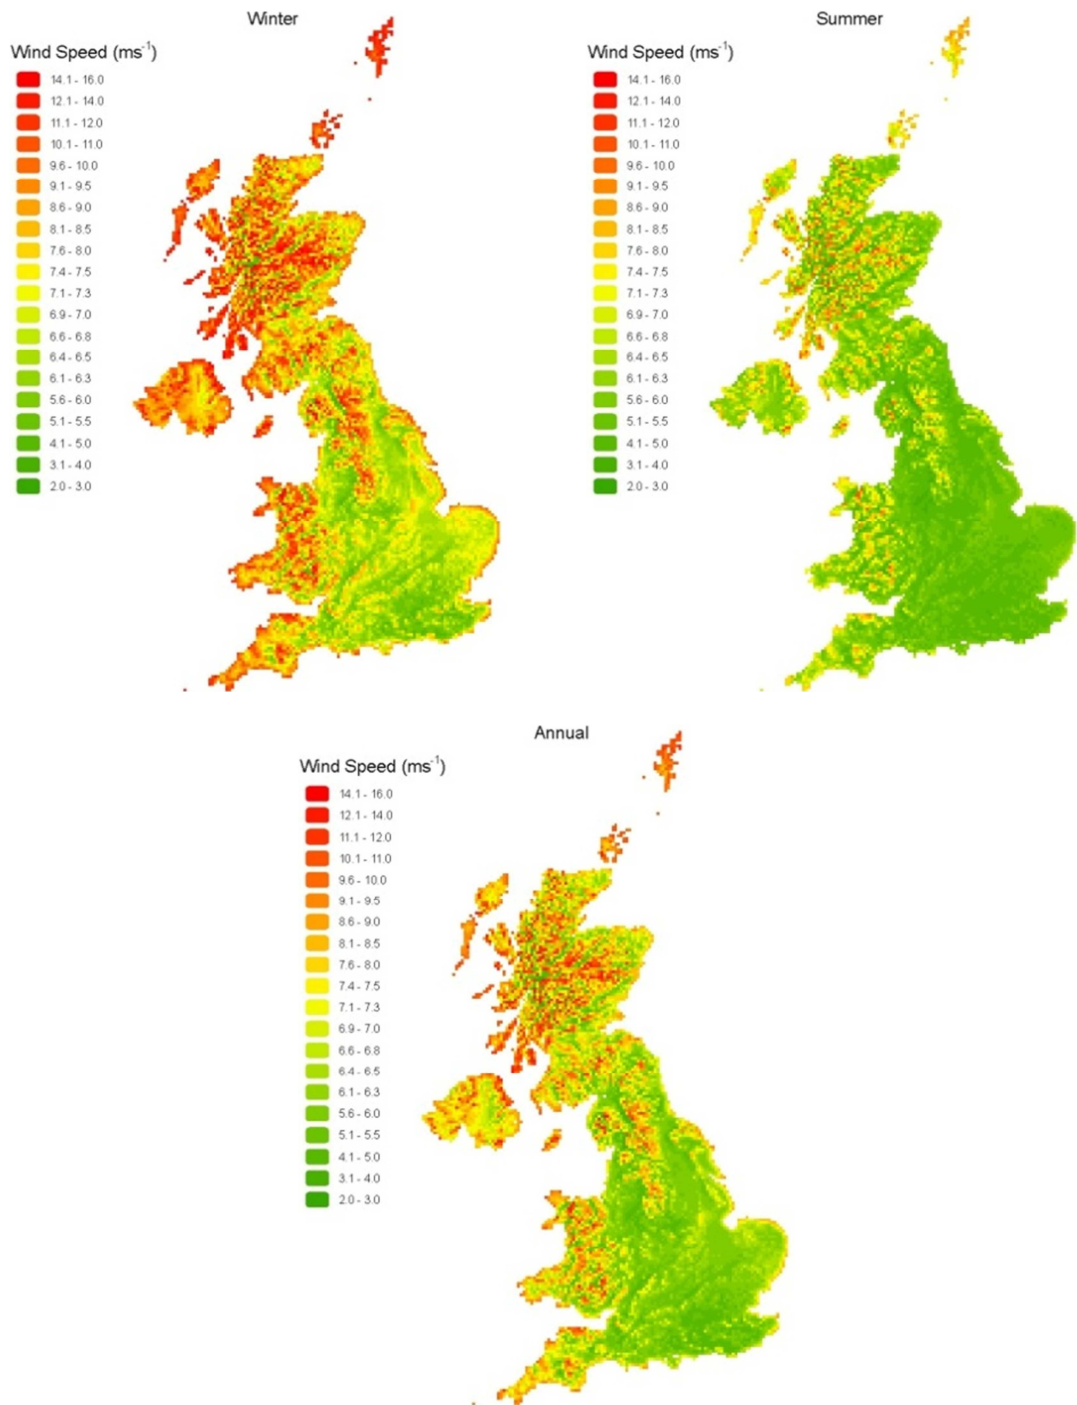 Winter
Wind Speed (ms-1)
14.1 - 16.0
12.1 - 14.0
11.1 - 12.0
10.1 - 11.0
9.6 - 10.0
9.1 - 9.5
8.6 - 9.0
8.1 - 8.5
7.6 - 8.0
7.4 - 7.5
7.1 - 7.3
6.9 - 7.0
6.6 - 6.8
6.4 - 6.5
6.1 - 6.3
5.6 - 6.0
5.1 - 5.5
4.1 - 5.0
3.1 - 4.0
2.0 - 3.0
Summer
Wind Speed (ms-1)
14.1 - 16.0
12.1 - 14.0
11.1 - 12.0
10.1 - 11.0
9.6 - 10.0
9.1 - 9.5
8.6 - 9.0
8.1 - 8.5
7.6 - 8.0
7.4 - 7.5
7.1 - 7.3
6.9 - 7.0
6.6 - 6.8
6.4 - 6.5
6.1 - 6.3
5.6 - 6.0
5.1 - 5.5
4.1 - 5.0
3.1 - 4.0
2.0 - 3.0
Annual
Wind Speed (ms-1)
14.1 - 16.0
12.1 - 14.0
11.1 - 12.0
10.1 - 11.0
9.6 - 10.0
9.1 - 9.5
8.6 - 9.0
8.1 - 8.5
7.6 - 8.0
7.4 - 7.5
7.1 - 7.3
6.9 - 7.0
6.6 - 6.8
6.4 - 6.5
6.1 - 6.3
5.6 - 6.0
5.1 - 5.5
4.1 - 5.0
3.1 - 4.0
2.0 - 3.0